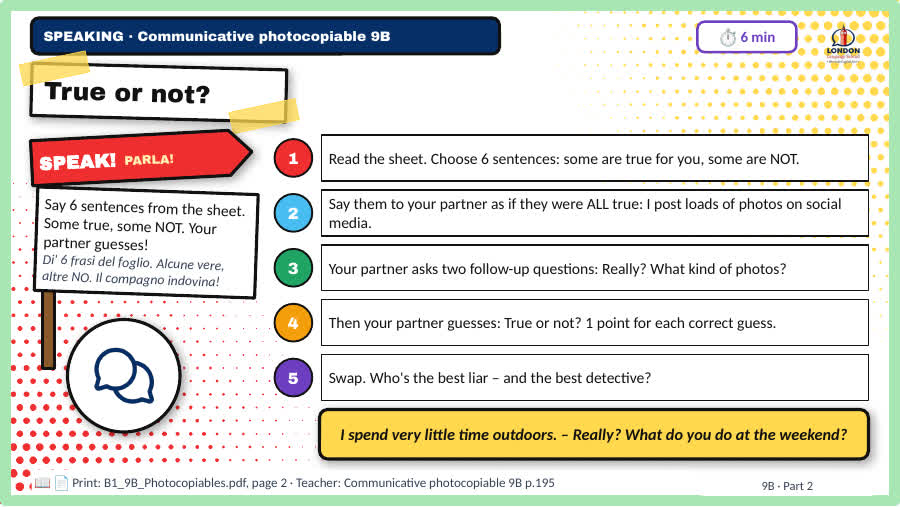 SPEAKING · Communicative photocopiable 9B
⏱️ 6 min
LONDON
True or not?
SPEAK! PARLA!
Say 6 sentences from the sheet.
Some true, some NOT. Your
partner guesses!
Di' 6 frasi del foglio. Alcune vere,
altre NO. Il compagno indovina!
1 Read the sheet. Choose 6 sentences: some are true for you, some are NOT.
2 Say them to your partner as if they were ALL true: I post loads of photos on social
media.
3 Your partner asks two follow-up questions: Really? What kind of photos?
4 Then your partner guesses: True or not? 1 point for each correct guess.
5 Swap. Who's the best liar – and the best detective?
I spend very little time outdoors. – Really? What do you do at the weekend?
📖 📄 Print: B1_9B_Photocopiables.pdf, page 2 · Teacher: Communicative photocopiable 9B p.195
9B · Part 2